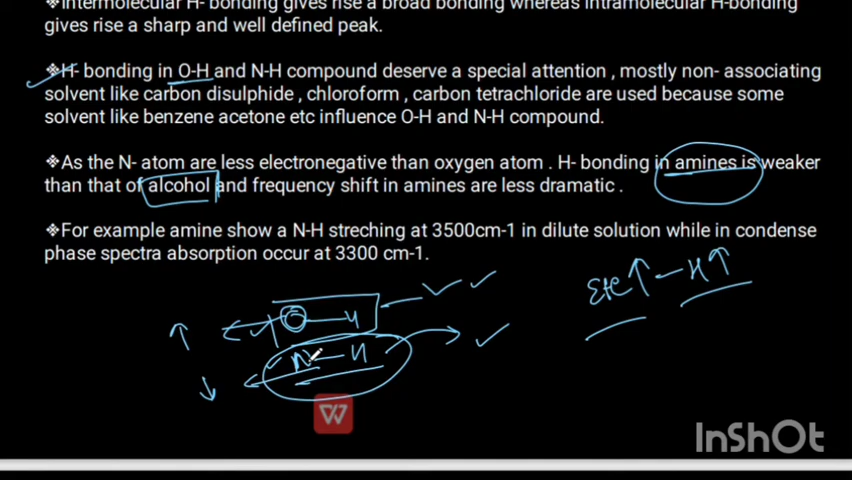 ❖Intermolecular H- bonding gives rise a broad bonding whereas intramolecular H-bonding
gives rise a sharp and well defined peak.
❖H- bonding in O-H and N-H compound deserve a special attention , mostly non- associating
solvent like carbon disulphide , chloroform , carbon tetrachloride are used because some
solvent like benzene acetone etc influence O-H and N-H compound.
❖As the N- atom are less electronegative than oxygen atom . H- bonding in amines is weaker
than that of alcohol and frequency shift in amines are less dramatic .
❖For example amine show a N-H streching at 3500cm-1 in dilute solution while in condense
phase spectra absorption occur at 3300 cm-1.
↑ — H↑
O — H
N — H
InShOt